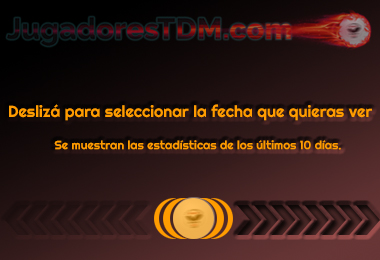 JugadoresTDM.com
Deslizá para seleccionar la fecha que quieras ver
Se muestran las estadísticas de los últimos 10 días.